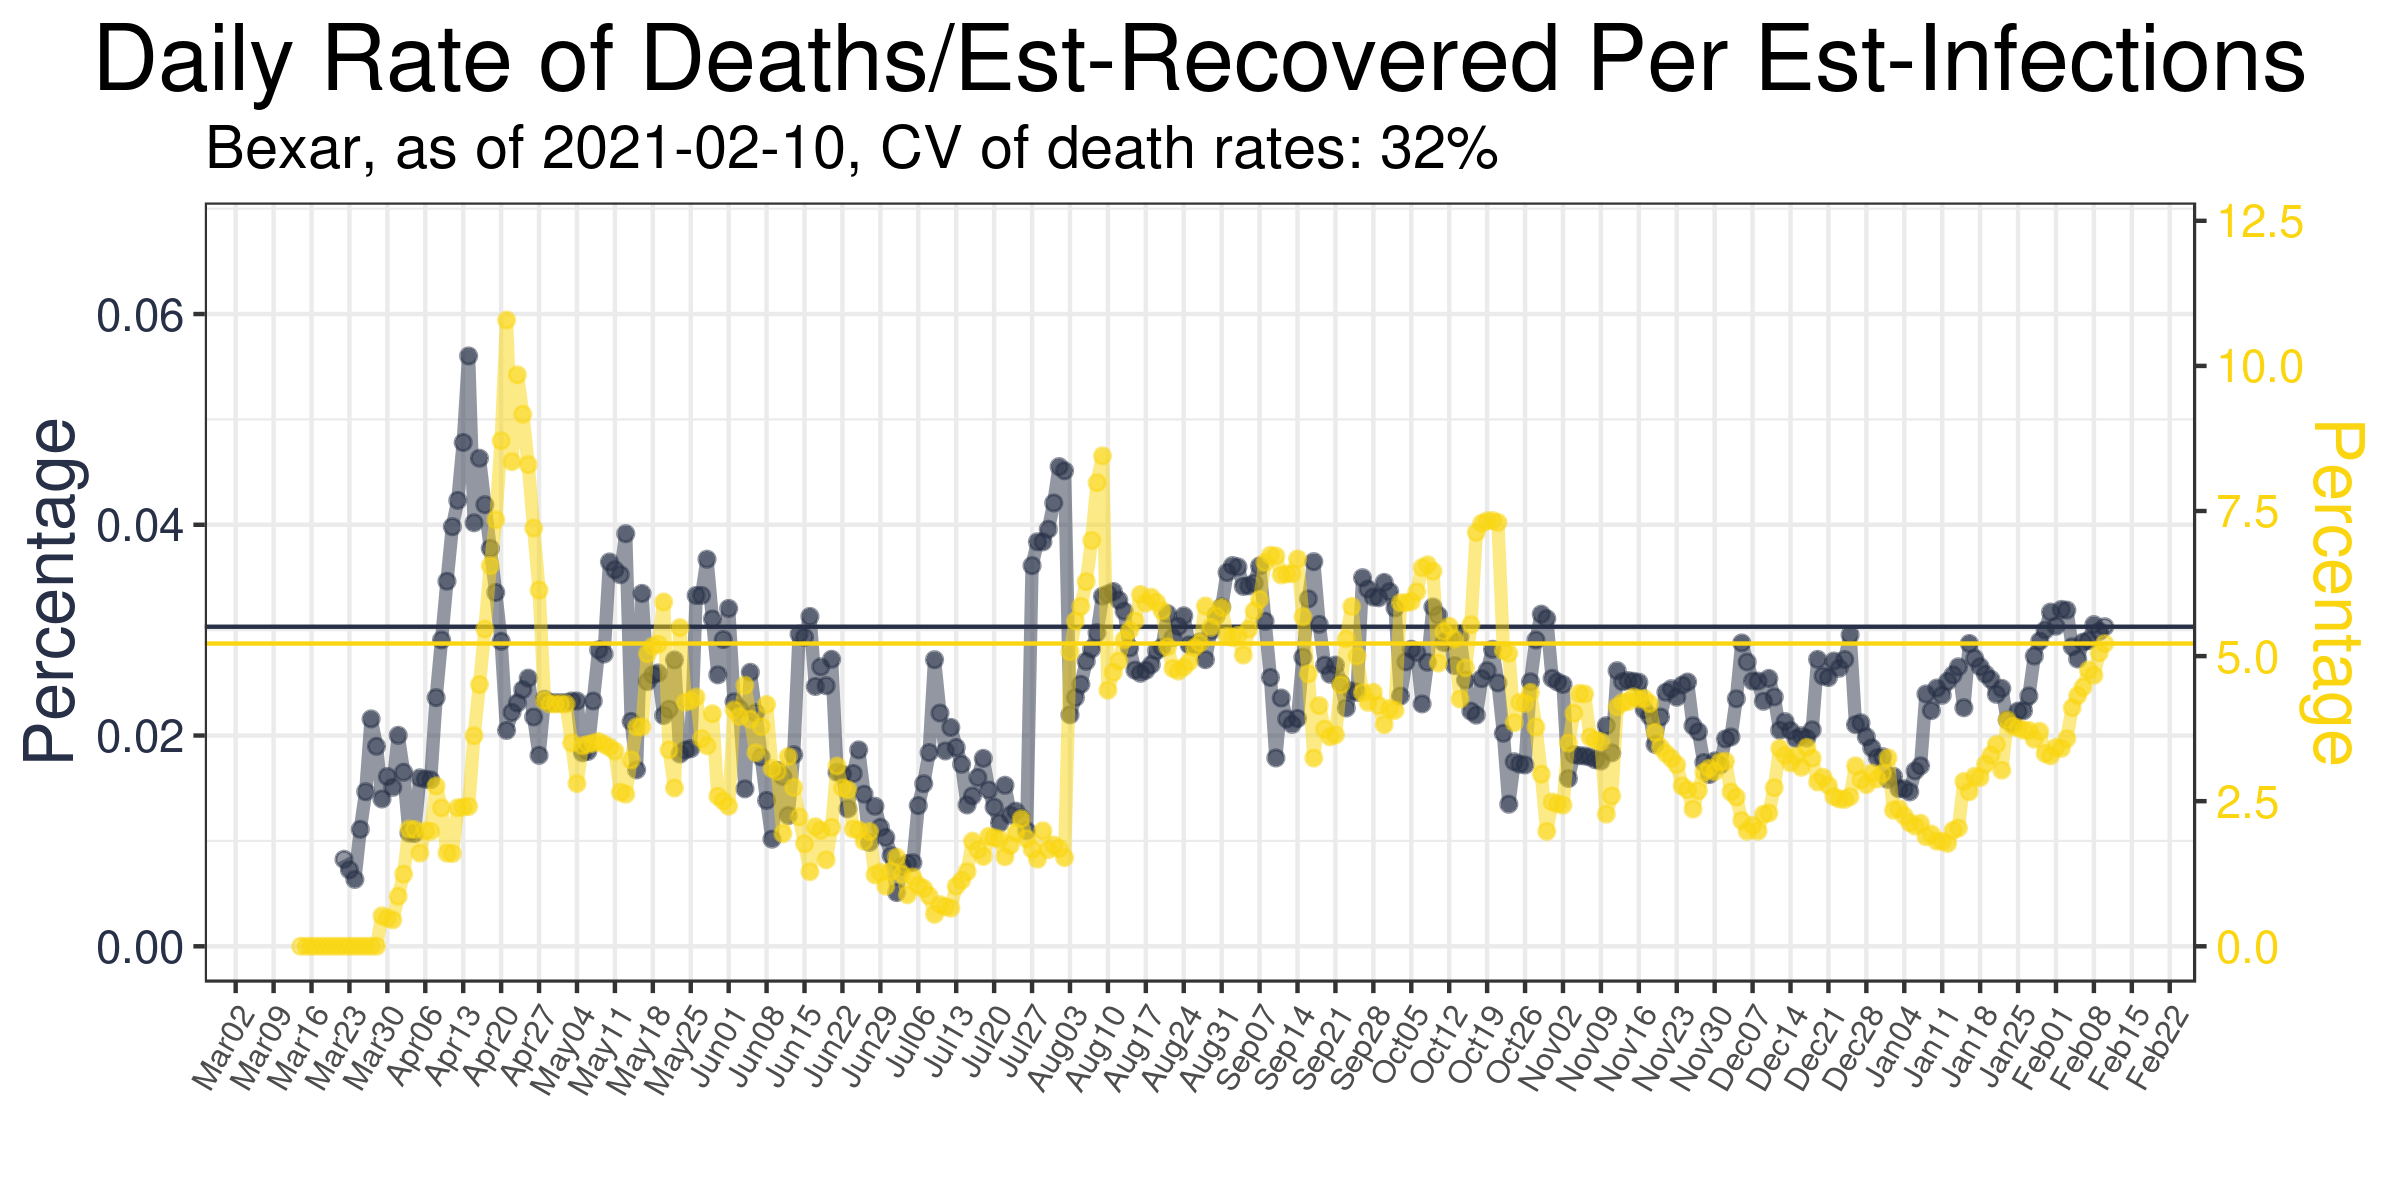 Daily Rate of Deaths/Est-Recovered Per Est-Infections
Bexar, as of 2021-02-10, CV of death rates: 32%
Percentage
0.06
0.04
0.02
0.00
12.5
10.0
7.5
5.0
2.5
0.0
Percentage
Mar02
Mar09
Mar16
Mar23
Mar30
Apr06
Apr13
Apr20
Apr27
May04
May11
May18
May25
Jun01
Jun08
Jun15
Jun22
Jun29
Jul06
Jul13
Jul20
Jul27
Aug03
Aug10
Aug17
Aug24
Aug31
Sep07
Sep14
Sep21
Sep28
Oct05
Oct12
Oct19
Oct26
Nov02
Nov09
Nov16
Nov23
Nov30
Dec07
Dec14
Dec21
Dec28
Jan04
Jan11
Jan18
Jan25
Feb01
Feb08
Feb15
Feb22